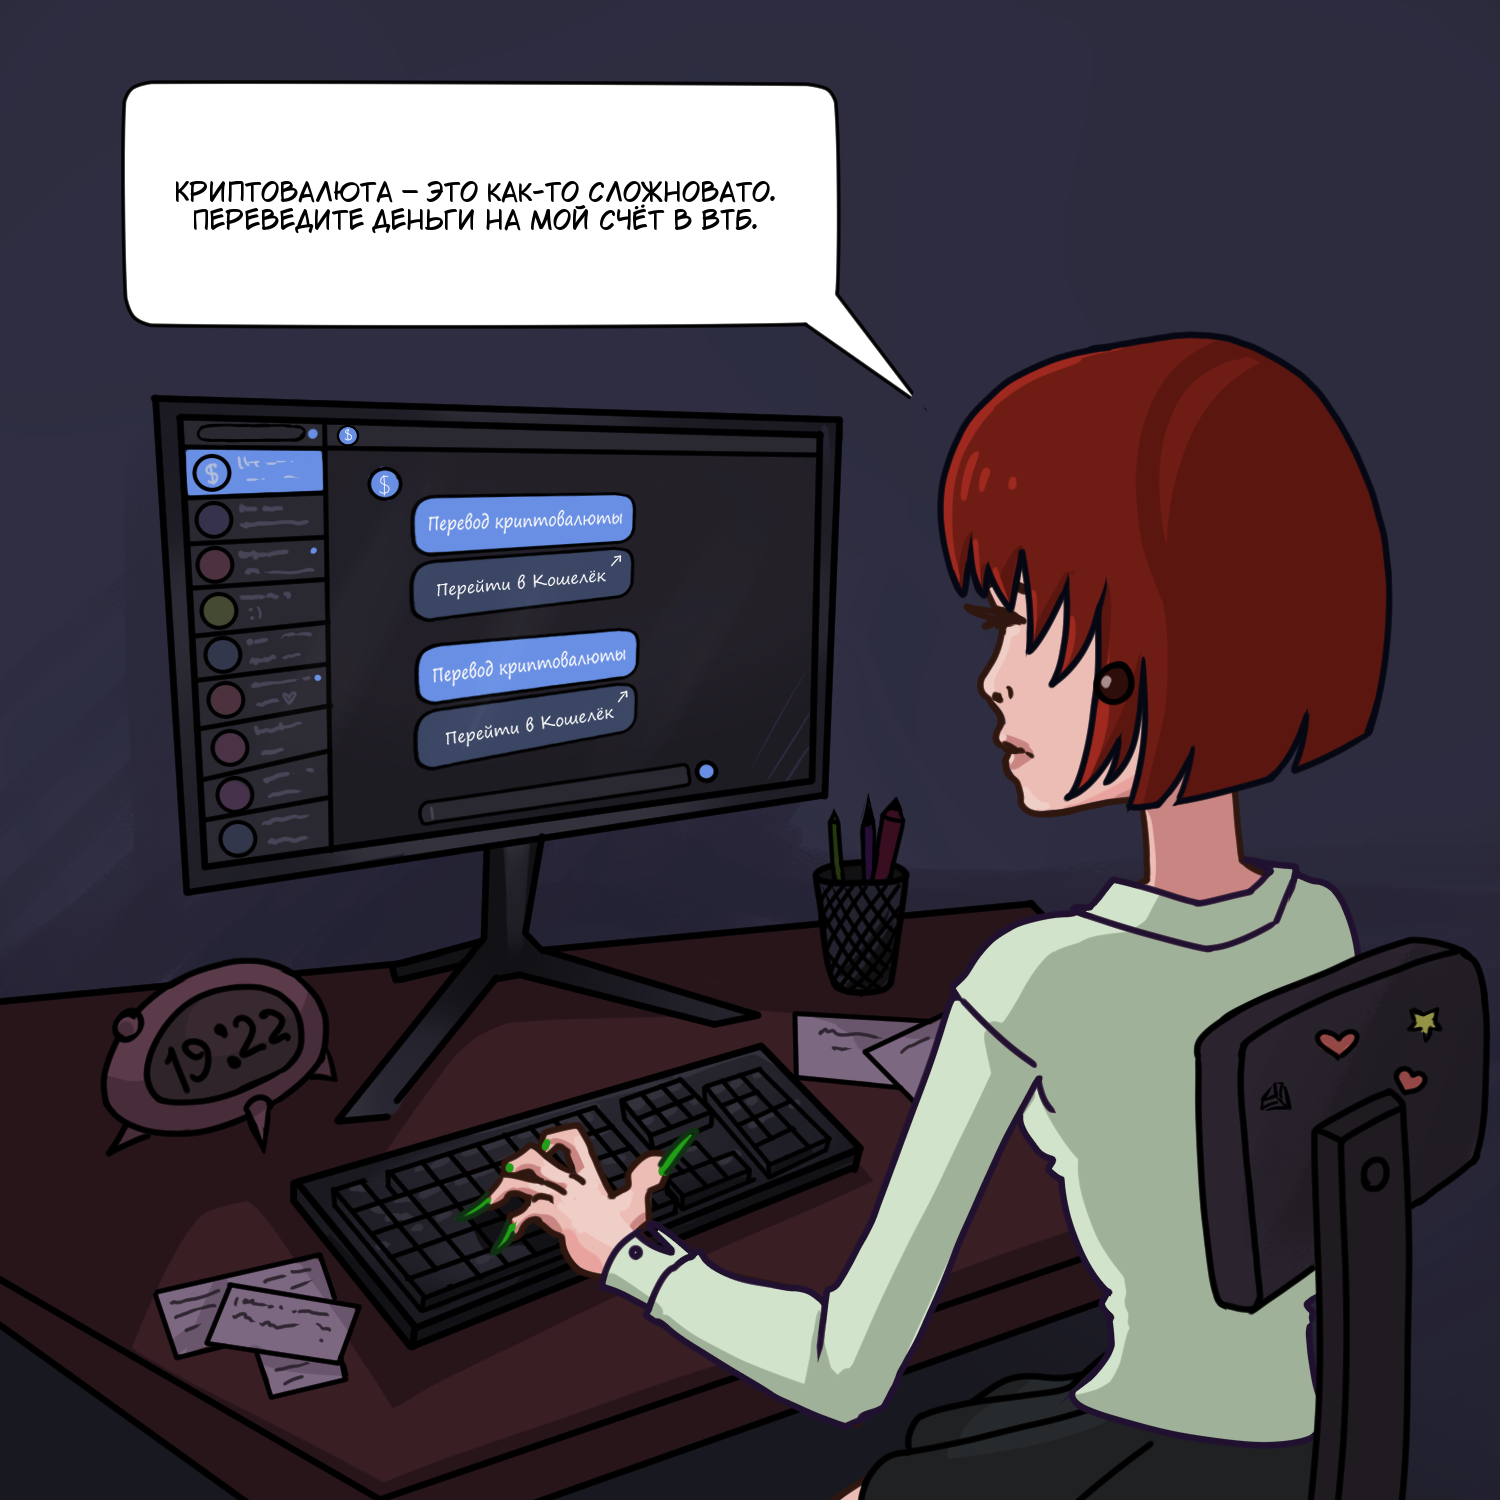 КРИПТОВАЛЮТА – ЭТО КАК-ТО СЛОЖНОВАТО.
ПЕРЕВЕДИТЕ ДЕНЬГИ НА МОЙ СЧЁТ В ВТБ.
$
$
$
Перевод криптовалюты
Перейти в Кошелёк
Перевод криптовалюты
Перейти в Кошелёк
:)
19:22